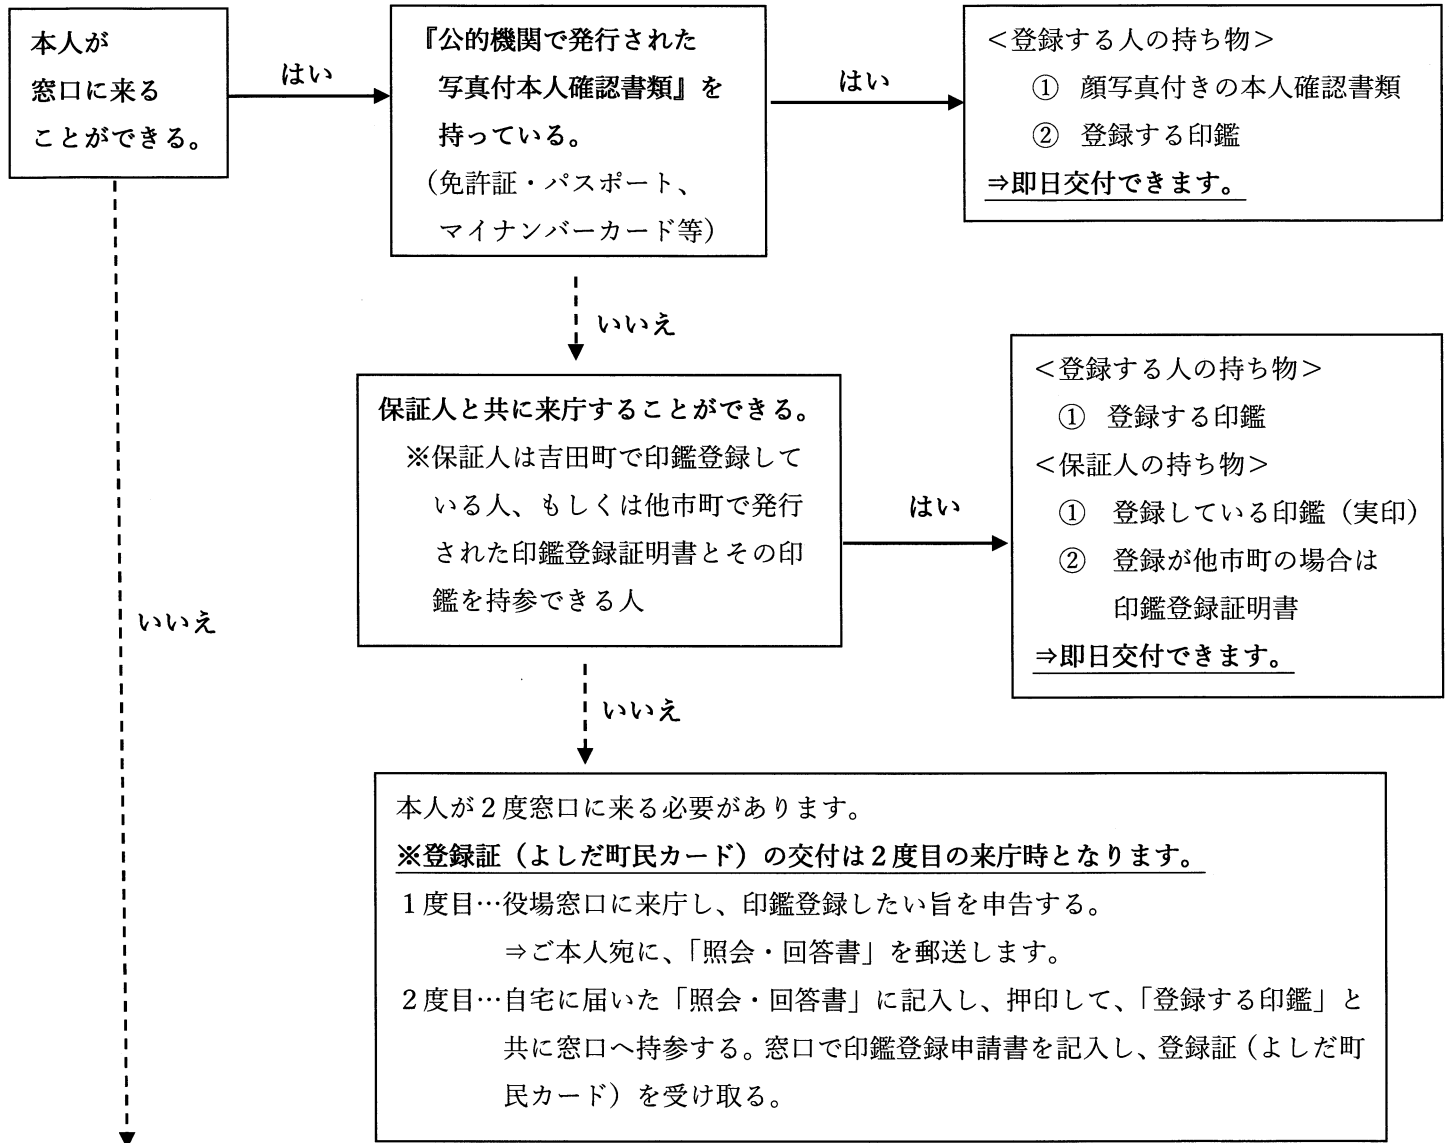 本人が
窓口に来る
ことができる。
はい
『公的機関で発行された
写真付本人確認書類』を
持っている。
（免許証・パスポート、
マイナンバーカード等）
はい
＜登録する人の持ち物＞
① 顔写真付きの本人確認書類
② 登録する印鑑
⇒即日交付できます。
いいえ
保証人と共に来庁することができる。
※保証人は吉田町で印鑑登録して
いる人、もしくは他市町で発行
された印鑑登録証明書とその印
鑑を持参できる人
はい
＜登録する人の持ち物＞
① 登録する印鑑
＜保証人の持ち物＞
① 登録している印鑑（実印）
② 登録が他市町の場合は
印鑑登録証明書
⇒即日交付できます。
いいえ
いいえ
本人が２度窓口に来る必要があります。
※登録証（よしだ町民カード）の交付は２度目の来庁時となります。
１度目…役場窓口に来庁し、印鑑登録したい旨を申告する。
⇒ご本人宛に、「照会・回答書」を郵送します。
２度目…自宅に届いた「照会・回答書」に記入し、押印して、「登録する印鑑」と
共に窓口へ持参する。窓口で印鑑登録申請書を記入し、登録証（よしだ町
民カード）を受け取る。